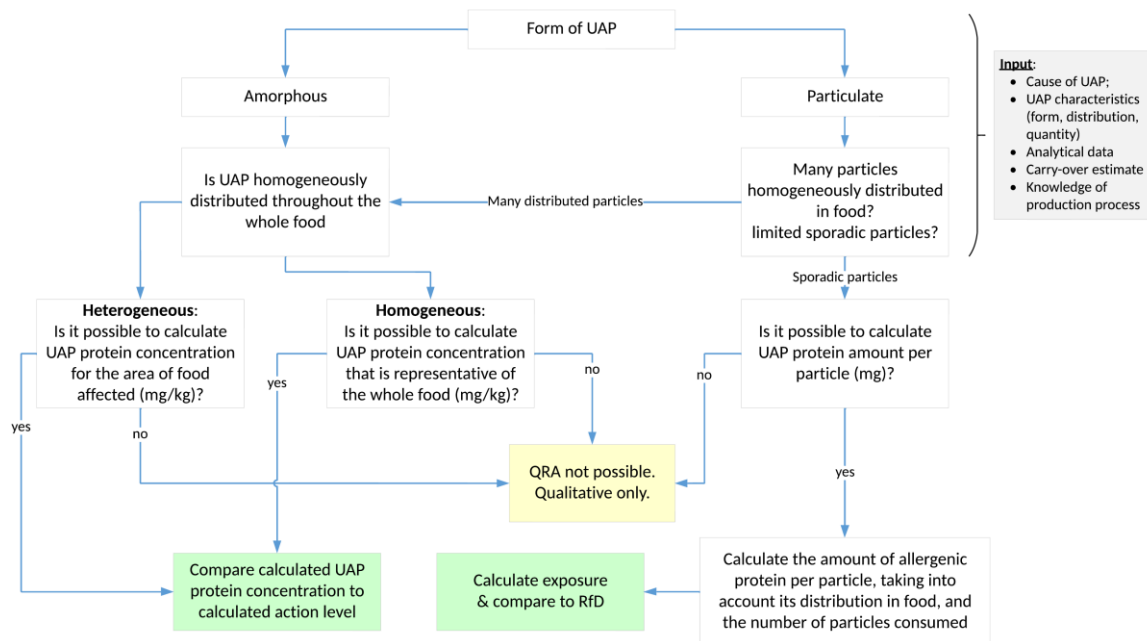 Form of UAP
Amorphous
Particulate
Input:
• Cause of UAP;
• UAP characteristics
(form, distribution,
quantity)
• Analytical data
• Carry-over estimate
• Knowledge of
production process
Is UAP homogeneously
distributed throughout the
whole food
Many distributed particles
Many particles
homogeneously distributed
in food?
limited sporadic particles?
Sporadic particles
Heterogeneous:
Is it possible to calculate
UAP protein concentration
for the area of food
affected (mg/kg)?
Homogeneous:
Is it possible to calculate
UAP protein concentration
that is representative of
the whole food (mg/kg)?
Is it possible to calculate
UAP protein amount per
particle (mg)?
yes
no
yes
no
no
yes
QRA not possible.
Qualitative only.
Compare calculated UAP
protein concentration to
calculated action level
Calculate exposure
& compare to RfD
Calculate the amount of allergenic
protein per particle, taking into
account its distribution in food, and
the number of particles consumed